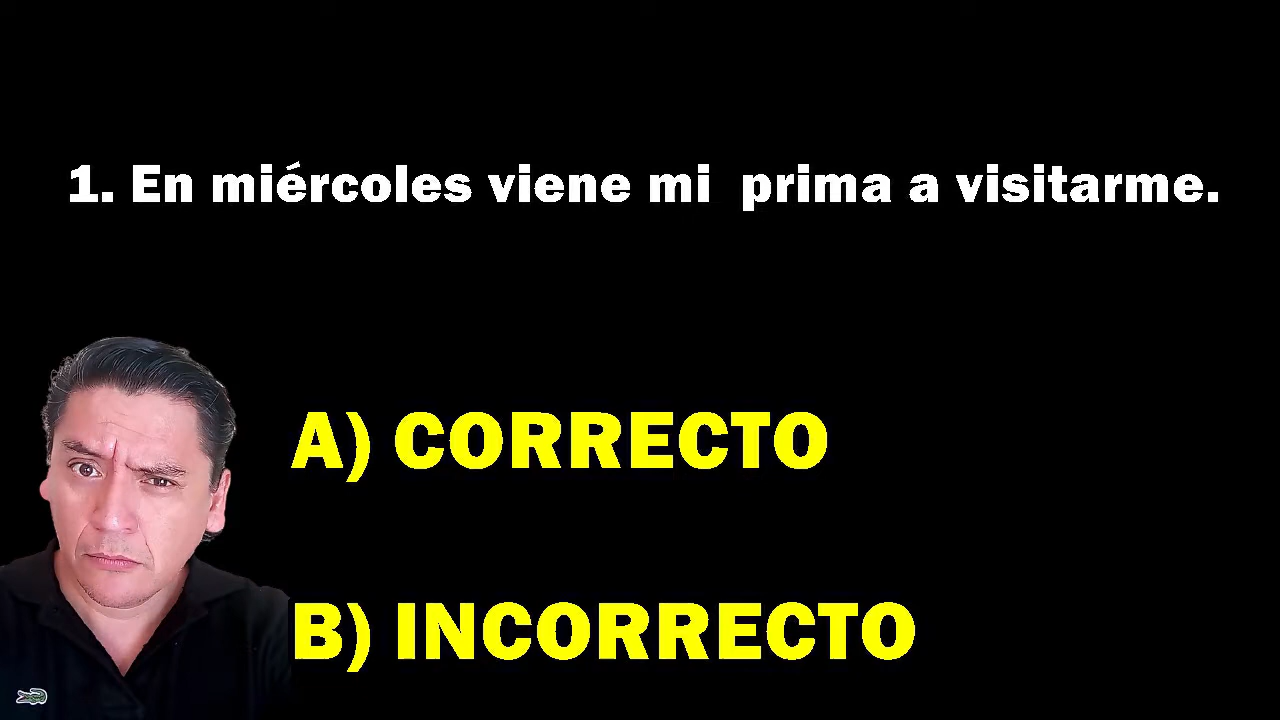 1. En miércoles viene mi  prima a visitarme.
A) CORRECTO
B) INCORRECTO